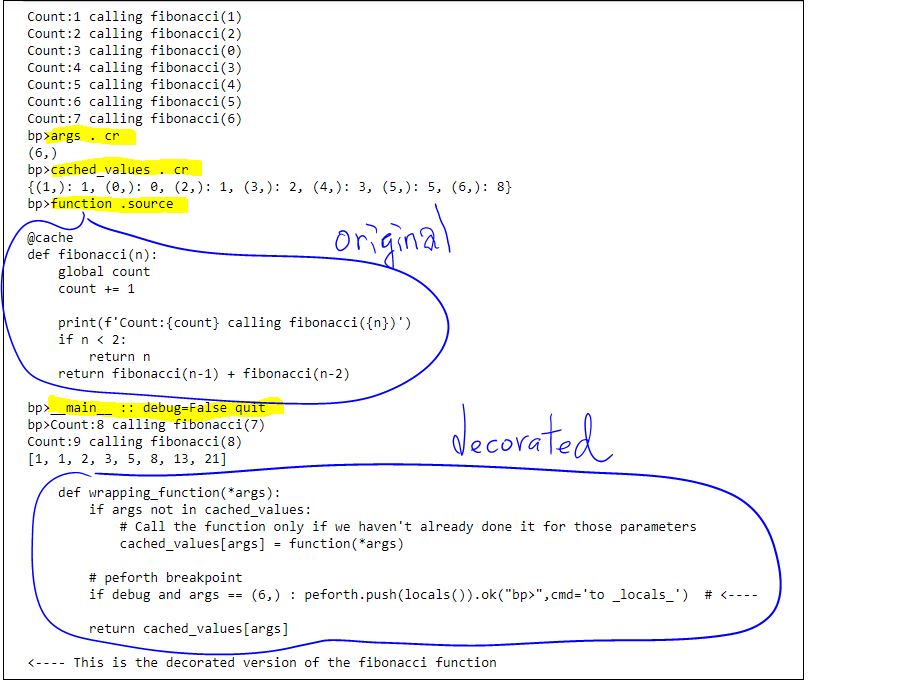 Count:1 calling fibonacci(1)
Count:2 calling fibonacci(2)
Count:3 calling fibonacci(0)
Count:4 calling fibonacci(3)
Count:5 calling fibonacci(4)
Count:6 calling fibonacci(5)
Count:7 calling fibonacci(6)
bp>args . cr
(6,)
bp>cached_values . cr
{(1,): 1, (0,): 0, (2,): 1, (3,): 2, (4,): 3, (5,): 5, (6,): 8}
bp>function .source
original
@cache
def fibonacci(n):
    global count
    count += 1
    print(f'Count:{count} calling fibonacci({n})')
    if n < 2:
        return n
    return fibonacci(n-1) + fibonacci(n-2)
bp>__main__ :: debug=False quit
bp>Count:8 calling fibonacci(7)
Count:9 calling fibonacci(8)
[1, 1, 2, 3, 5, 8, 13, 21]
decorated
    def wrapping_function(*args):
        if args not in cached_values:
            # Call the function only if we haven't already done it for those parameters
            cached_values[args] = function(*args)
        # peforth breakpoint
        if debug and args == (6,) : peforth.push(locals()).ok("bp>",cmd='to _locals_')  # <----
        return cached_values[args]
<---- This is the decorated version of the fibonacci function